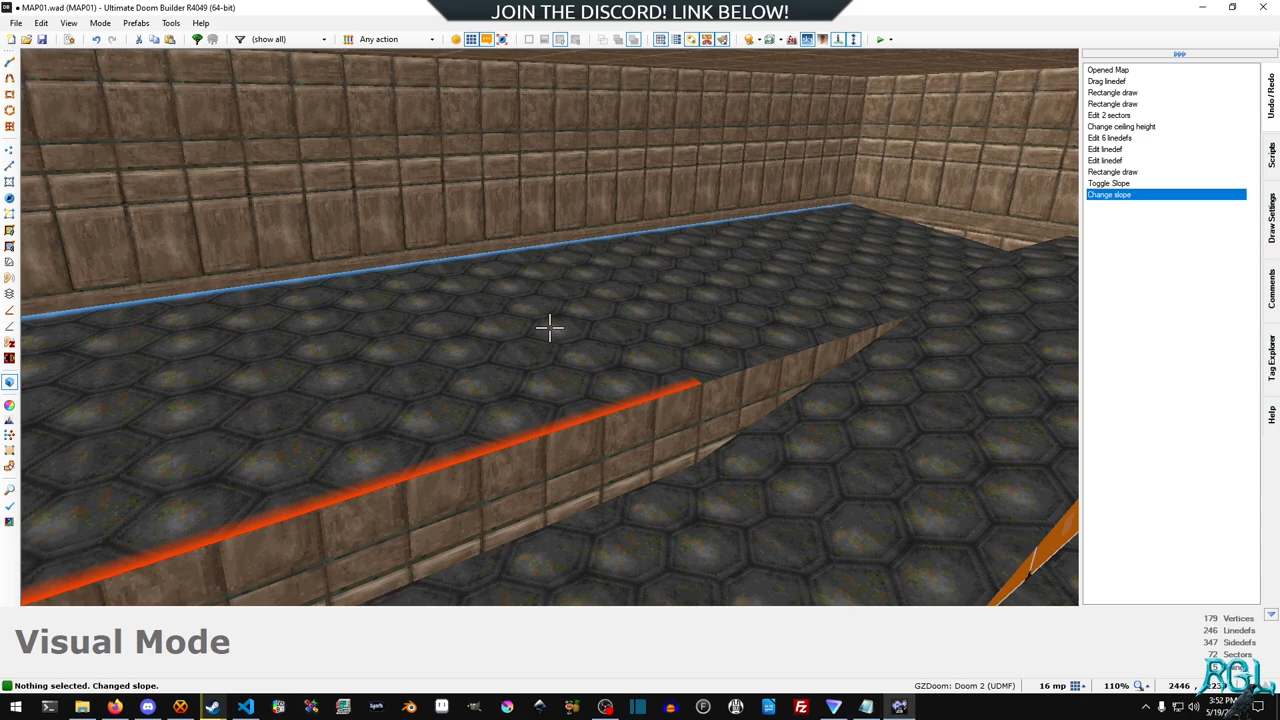 JOIN THE DISCORD! LINK BELOW!
MAP01.wad (MAP01) - Ultimate Doom Builder R4049 (64-bit)
File Edit View Mode Prefabs Tools Help
(show all) Any action
Opened Map
Drag linedef
Rectangle draw
Rectangle draw
Edit 2 sectors
Change ceiling height
Edit 6 linedefs
Edit linedef
Edit linedef
Rectangle draw
Toggle Slope
Change slope
Undo / Redo
Scripts
Draw Settings
Comments
Tag Explorer
Help
Visual Mode
179 Vertices
246 Linedefs
347 Sidedefs
72 Sectors
RGL
Nothing selected. Changed slope.
GZDoom: Doom 2 (UDMF) 16 mp 110% 2446
3:52 PM